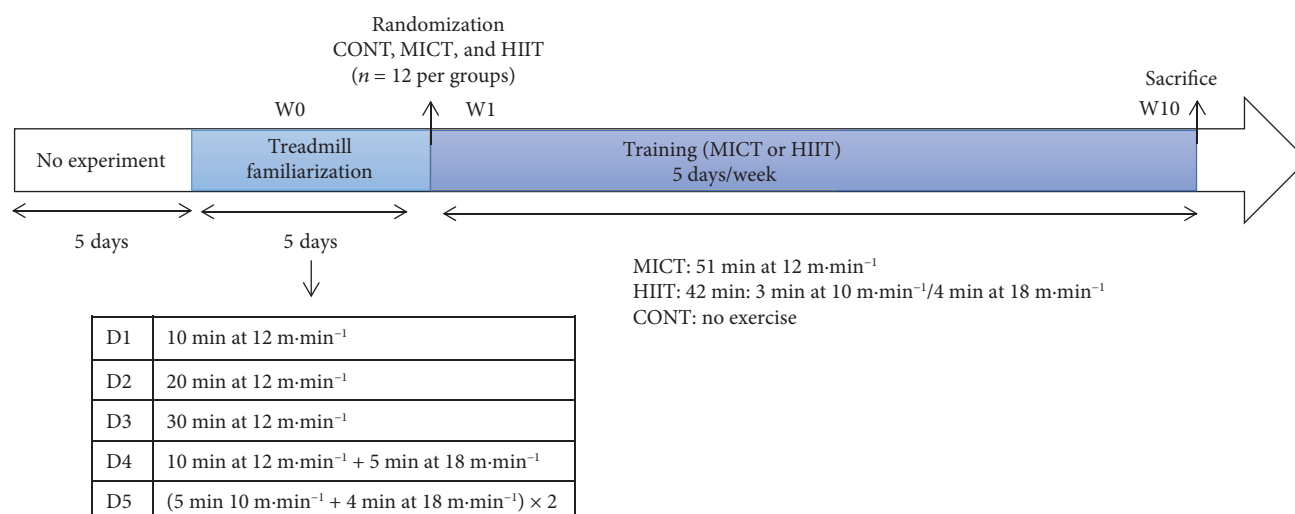 Randomization
CONT, MICT, and HIIT
(n = 12 per groups)
Sacrifice
W0
W1
W10
No experiment
Treadmill
familiarization
Training (MICT or HIIT)
5 days/week
5 days
5 days
MICT: 51 min at 12 m·min⁻¹
HIIT: 42 min: 3 min at 10 m·min⁻¹/4 min at 18 m·min⁻¹
CONT: no exercise
D1 10 min at 12 m·min⁻¹
D2 20 min at 12 m·min⁻¹
D3 30 min at 12 m·min⁻¹
D4 10 min at 12 m·min⁻¹ + 5 min at 18 m·min⁻¹
D5 (5 min 10 m·min⁻¹ + 4 min at 18 m·min⁻¹) × 2